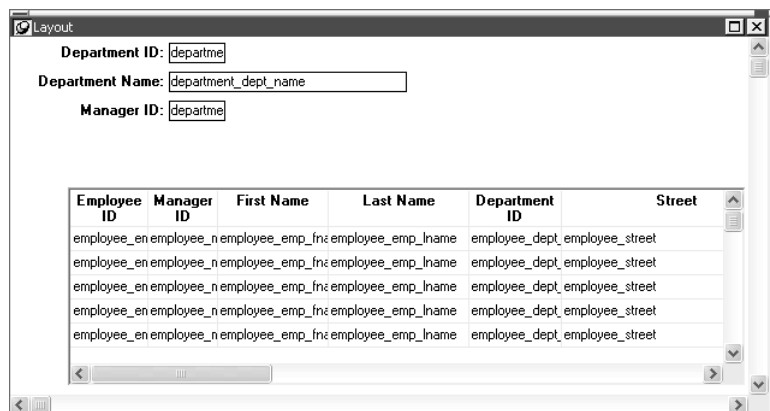 Layout
Department ID: departme
Department Name: department_dept_name
Manager ID: departme
Employee ID Manager ID First Name Last Name Department ID Street
employee_en employee_n employee_emp_fna employee_emp_lname employee_dept_ employee_street
employee_en employee_n employee_emp_fna employee_emp_lname employee_dept_ employee_street
employee_en employee_n employee_emp_fna employee_emp_lname employee_dept_ employee_street
employee_en employee_n employee_emp_fna employee_emp_lname employee_dept_ employee_street
employee_en employee_n employee_emp_fna employee_emp_lname employee_dept_ employee_street